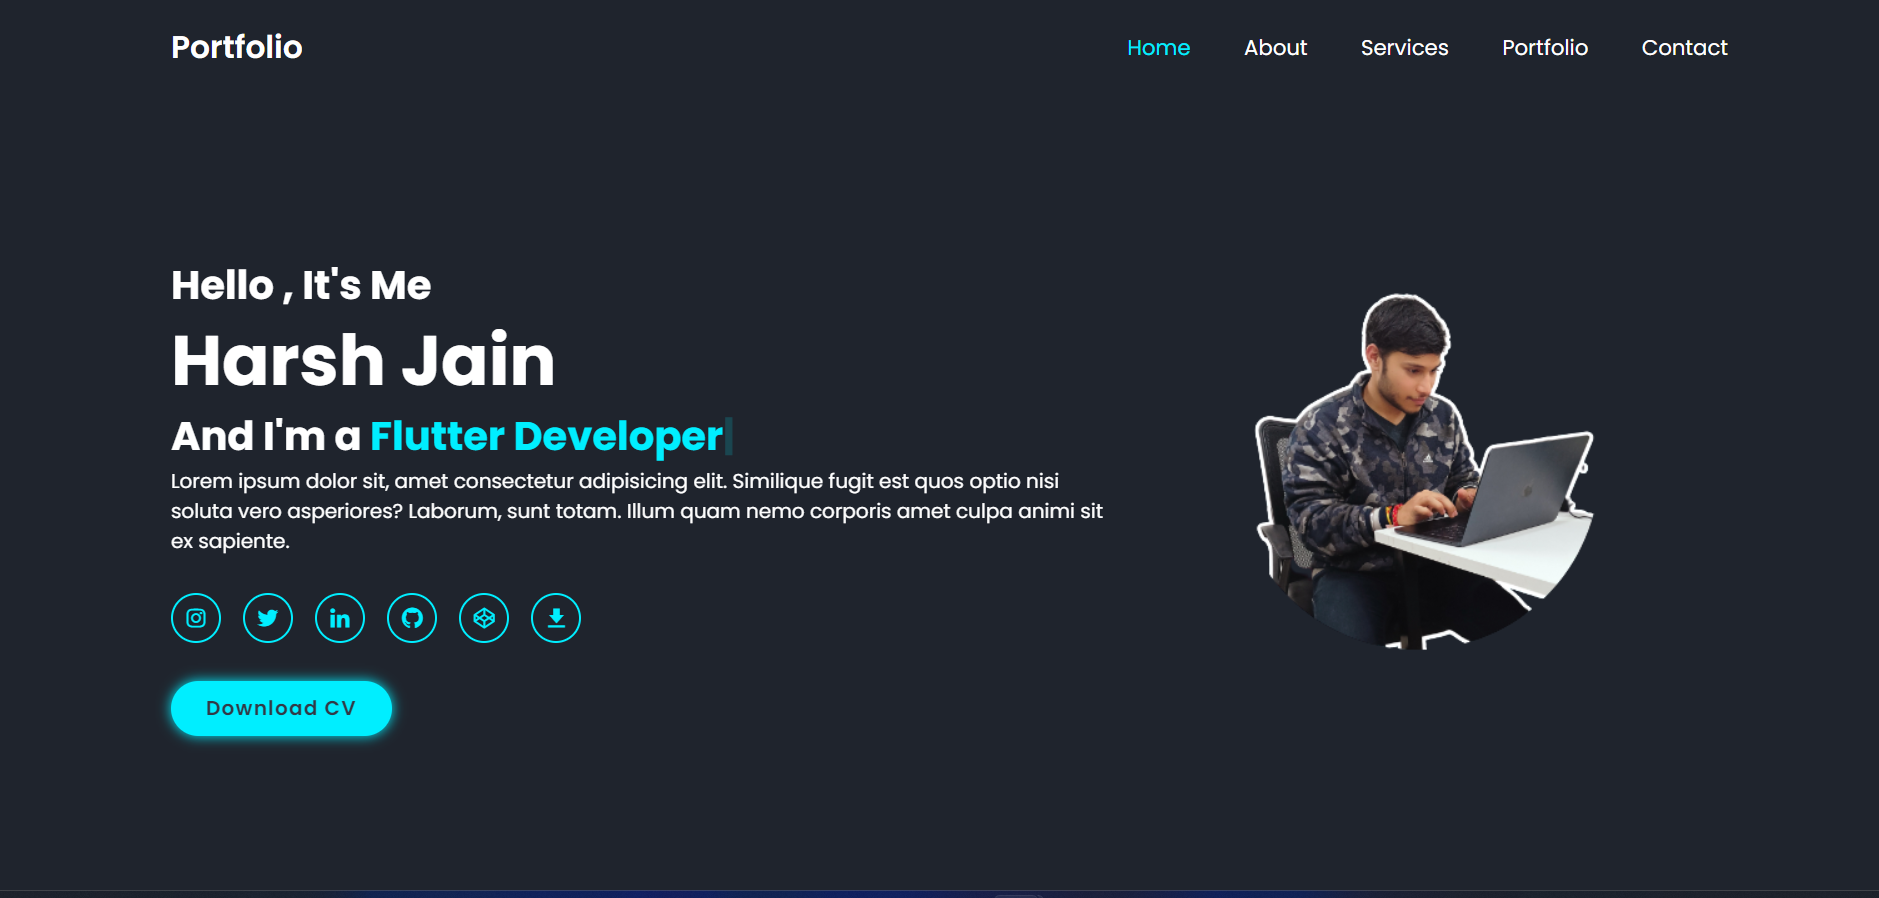 Portfolio
Home About Services Portfolio Contact
Hello , It's Me
Harsh Jain
And I'm a Flutter Developer
Lorem ipsum dolor sit, amet consectetur adipisicing elit. Similique fugit est quos optio nisi
soluta vero asperiores? Laborum, sunt totam. Illum quam nemo corporis amet culpa animi sit
ex sapiente.
in
Download CV